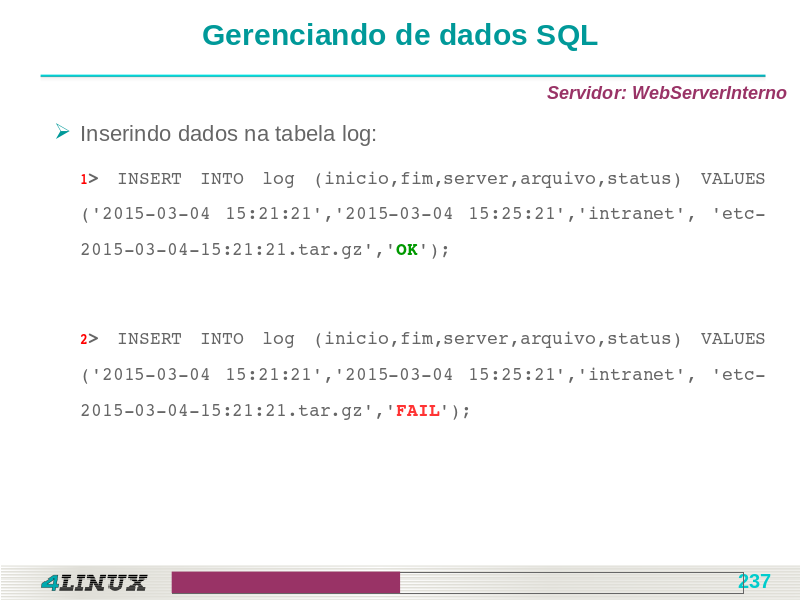 Gerenciando de dados SQL
Servidor: WebServerInterno
Inserindo dados na tabela log:
1> INSERT INTO log (inicio,fim,server,arquivo,status) VALUES
('2015-03-04 15:21:21','2015-03-04 15:25:21','intranet', 'etc-
2015-03-04-15:21:21.tar.gz','OK');
2> INSERT INTO log (inicio,fim,server,arquivo,status) VALUES
('2015-03-04 15:21:21','2015-03-04 15:25:21','intranet', 'etc-
2015-03-04-15:21:21.tar.gz','FAIL');
4LINUX
237